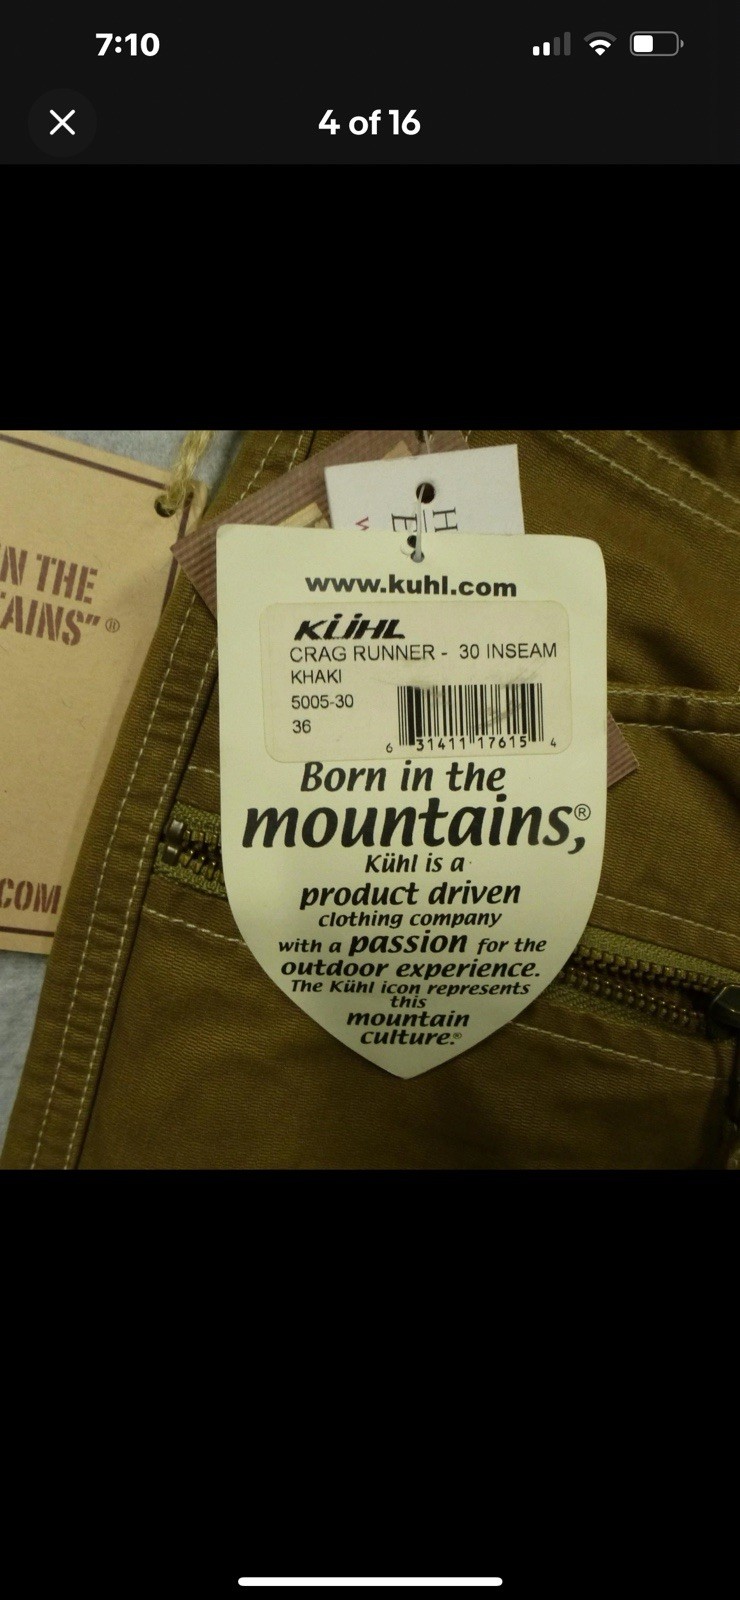 7:10
4 of 16
N THE
AINS"®
COM
H
E
www.kuhl.com
KÜHL
CRAG RUNNER - 30 INSEAM
KHAKI
5005-30
36
6 31411 17615 4
Born in the
mountains,®
Kühl is a
product driven
clothing company
with a passion for the
outdoor experience.
The Kühl icon represents
this
mountain
culture.®